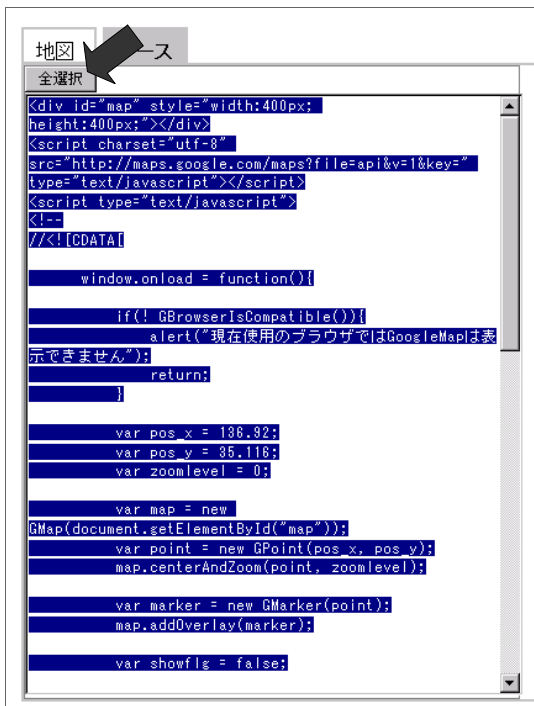 地図
ース
全選択
<div id="map" style="width:400px;
height:400px;"></div>
<script charset="utf-8"
src="http://maps.google.com/maps?file=api&v=1&key="
type="text/javascript"></script>
<script type="text/javascript">
<!--
//<![CDATA[
window.onload = function(){
if(! GBrowserIsCompatible()){
alert("現在使用のブラウザではGoogleMapは表
示できません");
return;
}
var pos_x = 136.92;
var pos_y = 35.116;
var zoomlevel = 0;
var map = new
GMap(document.getElementById("map"));
var point = new GPoint(pos_x, pos_y);
map.centerAndZoom(point, zoomlevel);
var marker = new GMarker(point);
map.addOverlay(marker);
var showflg = false;